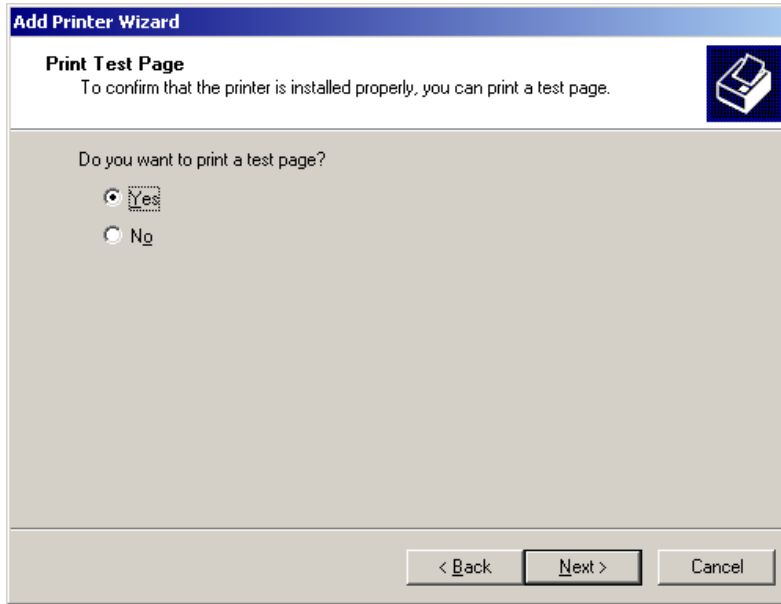 Add Printer Wizard
Print Test Page
To confirm that the printer is installed properly, you can print a test page.
Do you want to print a test page?
Yes
No
< Back Next > Cancel